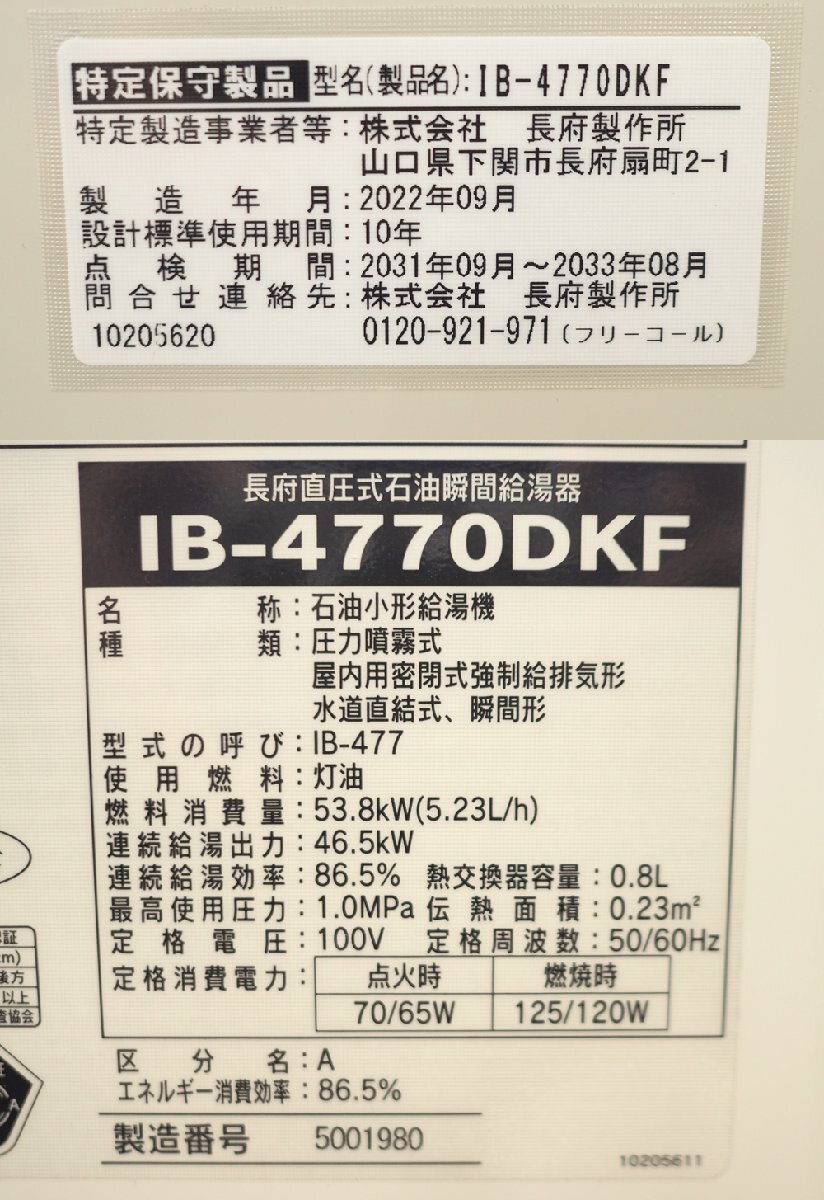 特定保守製品 型名(製品名):IB-4770DKF
特定製造事業者等:株式会社 長府製作所
山口県下関市長府扇町2-1
製造年月:2022年09月
設計標準使用期間:10年
点検期間:2031年09月～2033年08月
問合せ連絡先:株式会社 長府製作所
10205620 0120-921-971(フリーコール)
長府直圧式石油瞬間給湯器
IB-4770DKF
名称:石油小形給湯機
種類:圧力噴霧式
屋内用密閉式強制給排気形
水道直結式、瞬間形
型式の呼び:IB-477
使用燃料:灯油
燃料消費量:53.8kW(5.23L/h)
連続給湯出力:46.5kW
連続給湯効率:86.5% 熱交換器容量:0.8L
最高使用圧力:1.0MPa 伝熱面積:0.23m²
定格電圧:100V 定格周波数:50/60Hz
定格消費電力: 点火時 燃焼時
70/65W 125/120W
区分名:A
エネルギー消費効率:86.5%
製造番号 5001980
10205611
cm)
後方
以上
査協会